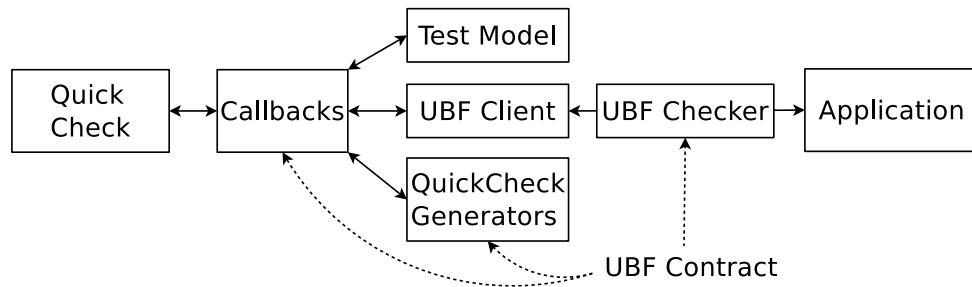 Quick
Check
Callbacks
Test Model
UBF Client
QuickCheck
Generators
UBF Checker
Application
UBF Contract